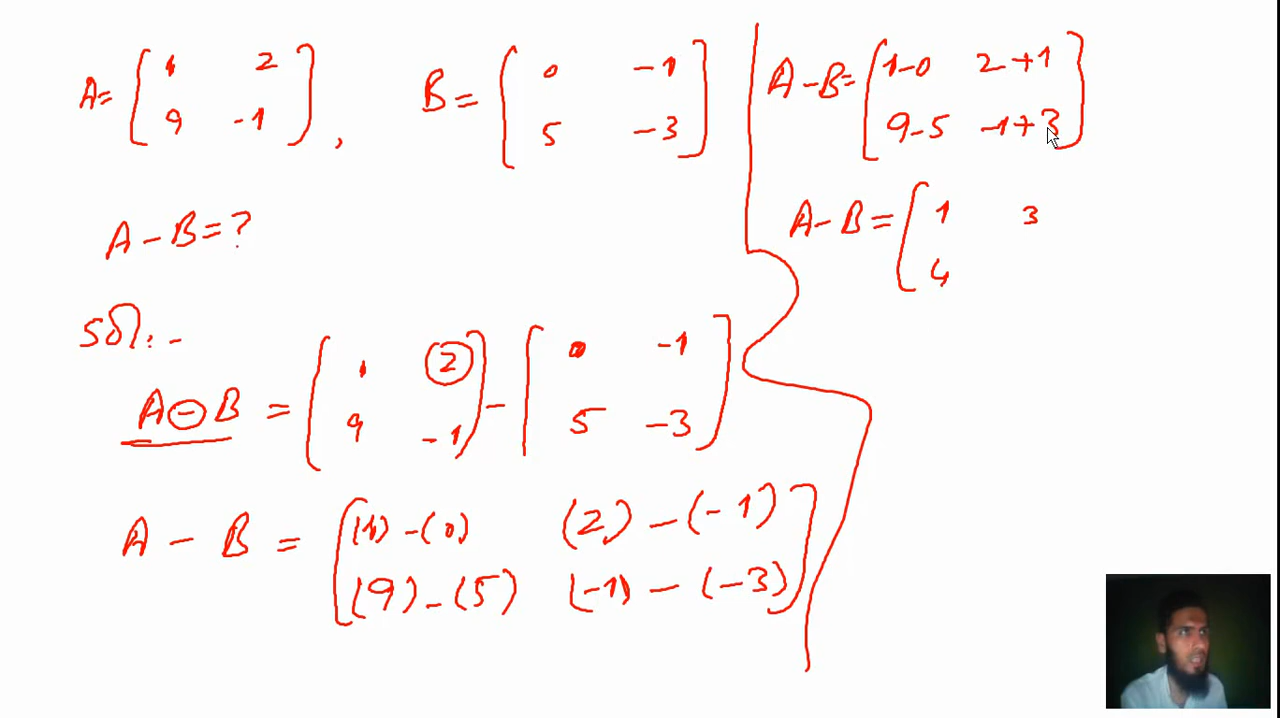 A= [ 1 2
9 -1 ] , B = [ 0 -1
5 -3 ]
A-B=?
Sol:-
A-B = [ 1 2
9 -1 ] - [ 0 -1
5 -3 ]
A - B = [ (1)-(0) (2)-(-1)
(9)-(5) (-1)-(-3) ]
A-B= [ 1-0 2+1
9-5 -1+3 ]
A-B= [ 1 3
4